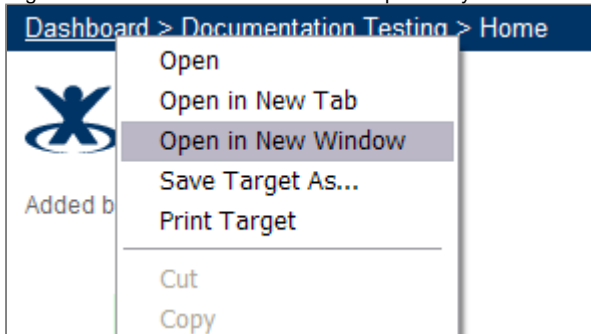 Dashboard > Documentation Testing > Home
Open
Open in New Tab
Open in New Window
Save Target As...
Print Target
Added b
Cut
Copy